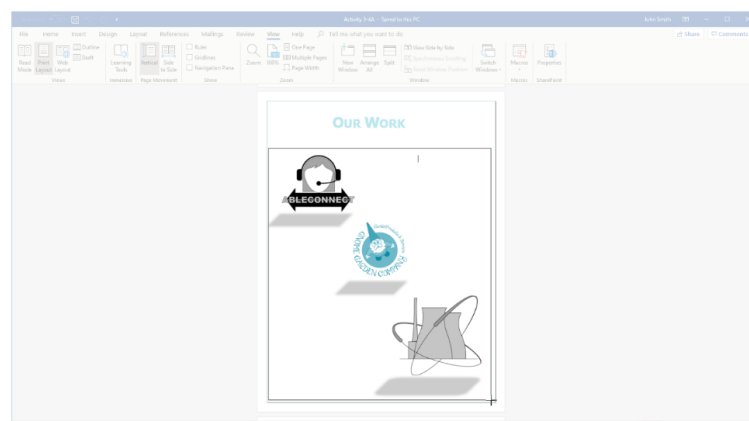 Activity 5-4A - Saved to this PC
John Smith
File Home Insert Design Layout References Mailings Review View Help Tell me what you want to do
Share Comments
Read Mode
Print Layout
Web Layout
Outline
Draft
Views
Learning Tools
Immersive
Vertical
Side to Side
Page Movement
Ruler
Gridlines
Navigation Pane
Show
Zoom
100%
One Page
Multiple Pages
Page Width
Zoom
New Window
Arrange All
Split
View Side by Side
Synchronous Scrolling
Reset Window Position
Window
Switch Windows
Macros
Macros
Properties
SharePoint
OUR WORK
ABLECONNECT
GNOME GARDEN COMPANY